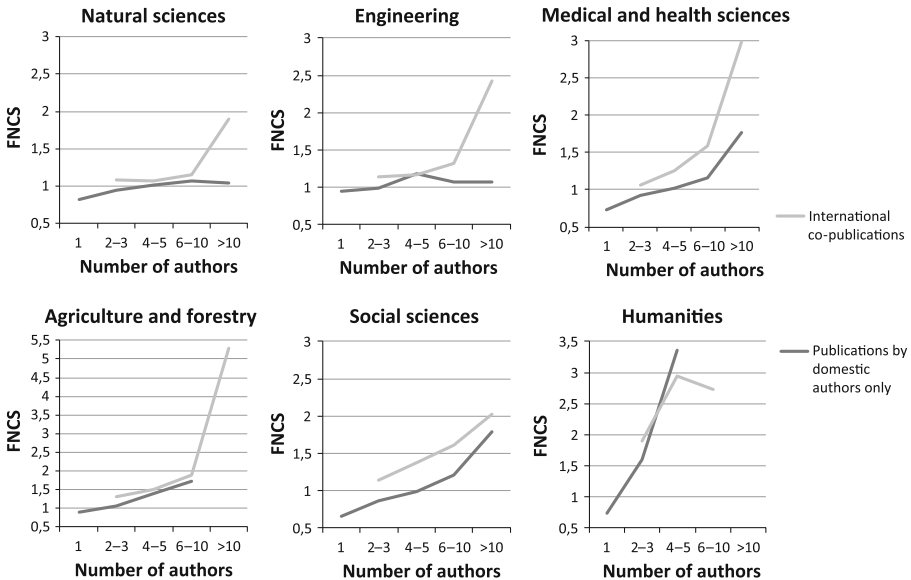 Natural sciences
3
2,5
2
1,5
1
0,5
FNCS
1 2–3 4–5 6–10 >10
Number of authors
Engineering
3
2,5
2
1,5
1
0,5
FNCS
1 2–3 4–5 6–10 >10
Number of authors
Medical and health sciences
3
2,5
2
1,5
1
0,5
FNCS
1 2–3 4–5 6–10 >10
Number of authors
International
co-publications
Agriculture and forestry
5,5
5
4,5
4
3,5
3
2,5
2
1,5
1
0,5
FNCS
1 2–3 4–5 6–10 >10
Number of authors
Social sciences
3
2,5
2
1,5
1
0,5
FNCS
1 2–3 4–5 6–10 >10
Number of authors
Humanities
3,5
3
2,5
2
1,5
1
0,5
FNCS
1 2–3 4–5 6–10 >10
Number of authors
Publications by
domestic
authors only